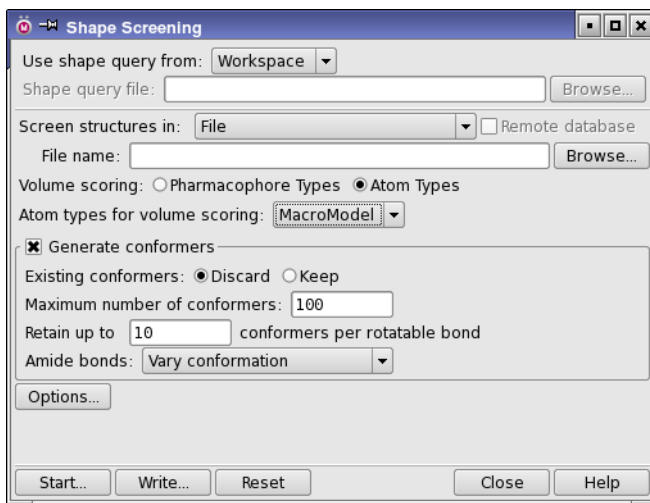 Shape Screening
Use shape query from: Workspace
Shape query file: Browse...
Screen structures in: File Remote database
File name: Browse...
Volume scoring: Pharmacophore Types Atom Types
Atom types for volume scoring: MacroModel
Generate conformers
Existing conformers: Discard Keep
Maximum number of conformers: 100
Retain up to 10 conformers per rotatable bond
Amide bonds: Vary conformation
Options...
Start... Write... Reset Close Help